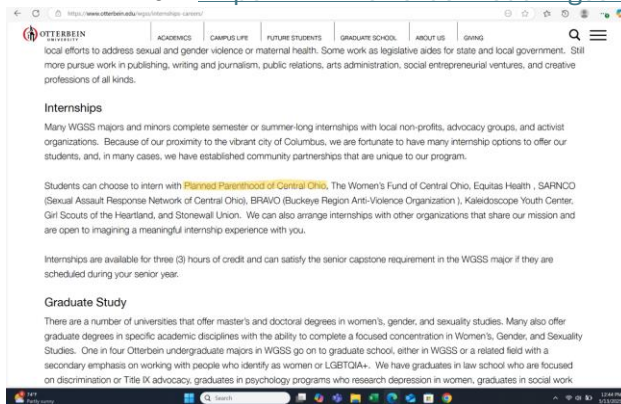 https://www.otterbein.edu/wgss/internships-careers/
OTTERBEIN
UNIVERSITY
ACADEMICS
CAMPUS LIFE
FUTURE STUDENTS
GRADUATE SCHOOL
ABOUT US
GIVING
local efforts to address sexual and gender violence or maternal health. Some work as legislative aides for state and local government. Still
more pursue work in publishing, writing and journalism, public relations, arts administration, social entrepreneurial ventures, and creative
professions of all kinds.
Internships
Many WGSS majors and minors complete semester or summer-long internships with local non-profits, advocacy groups, and activist
organizations. Because of our proximity to the vibrant city of Columbus, we are fortunate to have many internship options to offer our
students, and, in many cases, we have established community partnerships that are unique to our program.
Students can choose to intern with Planned Parenthood of Central Ohio, The Women's Fund of Central Ohio, Equitas Health , SARNCO
(Sexual Assault Response Network of Central Ohio), BRAVO (Buckeye Region Anti-Violence Organization ), Kaleidoscope Youth Center,
Girl Scouts of the Heartland, and Stonewall Union. We can also arrange internships with other organizations that share our mission and
are open to imagining a meaningful internship experience with you.
Internships are available for three (3) hours of credit and can satisfy the senior capstone requirement in the WGSS major if they are
scheduled during your senior year.
Graduate Study
There are a number of universities that offer master's and doctoral degrees in women's, gender, and sexuality studies. Many also offer
graduate degrees in specific academic disciplines with the ability to complete a focused concentration in Women's, Gender, and Sexuality
Studies. One in four Otterbein undergraduate majors in WGSS go on to graduate school, either in WGSS or a related field with a
secondary emphasis on working with people who identify as women or LGBTQIA+. We have graduates in law school who are focused
on discrimination or Title IX advocacy, graduates in psychology programs who research depression in women, graduates in social work
74°F
Partly sunny
Search
12:44 PM